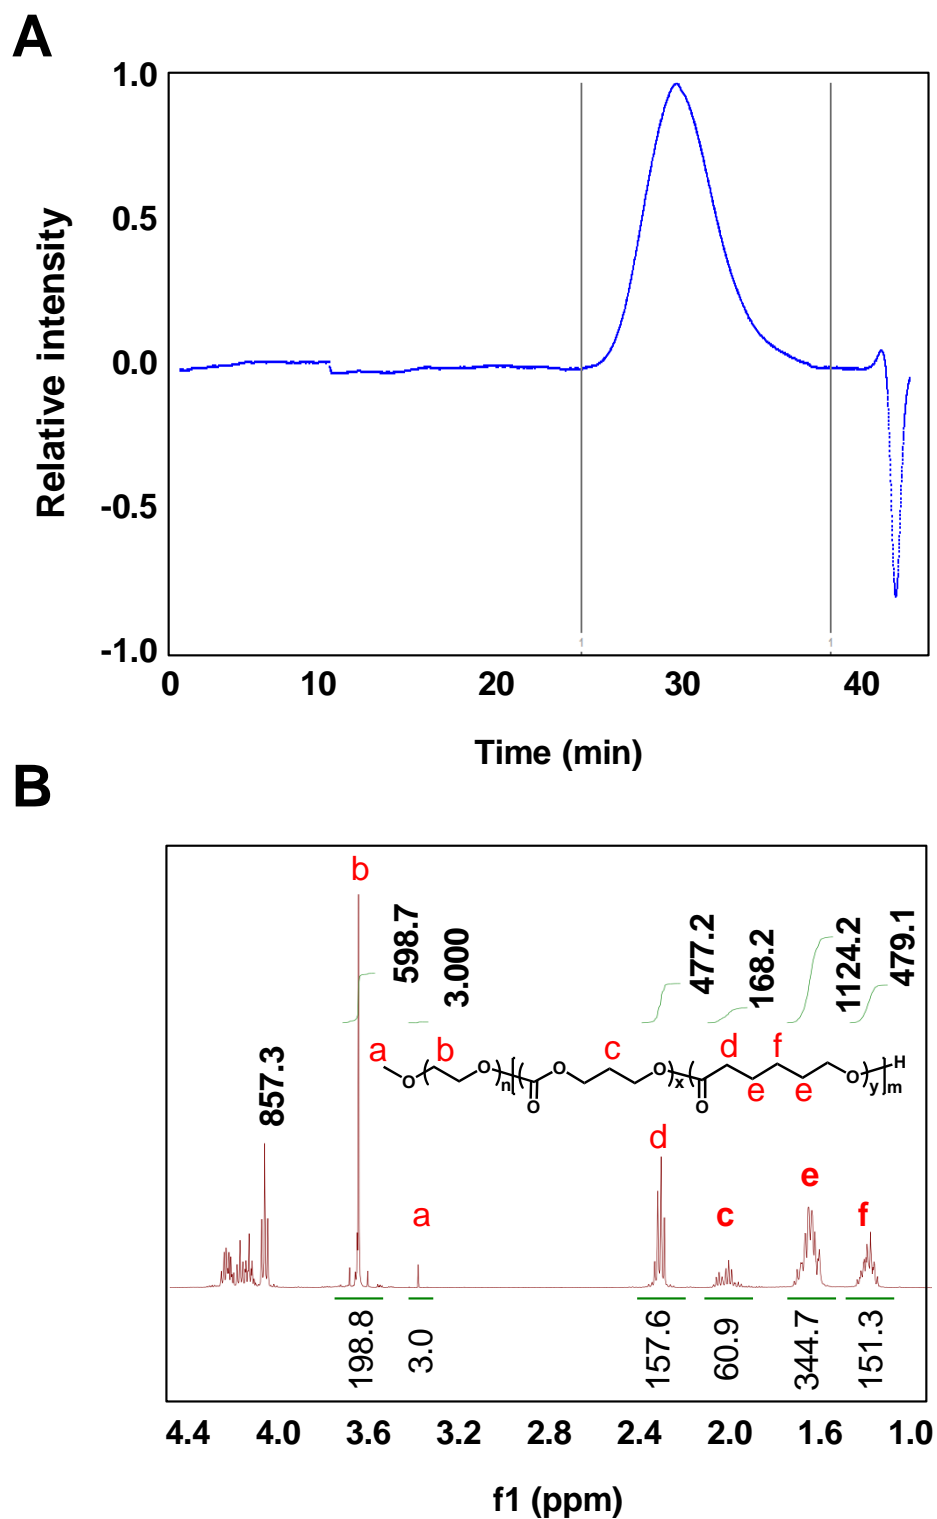 A
Relative intensity
1.0
0.5
0.0
-0.5
-1.0
1
1
0 10 20 30 40
Time (min)
B
b
598.7
3.000
477.2
168.2
1124.2
479.1
857.3
a b c d f
O O n O O O x O O y m H
e e
d
a
c
e
f
198.8
3.0
157.6
60.9
344.7
151.3
4.4 4.0 3.6 3.2 2.8 2.4 2.0 1.6 1.0
f1 (ppm)